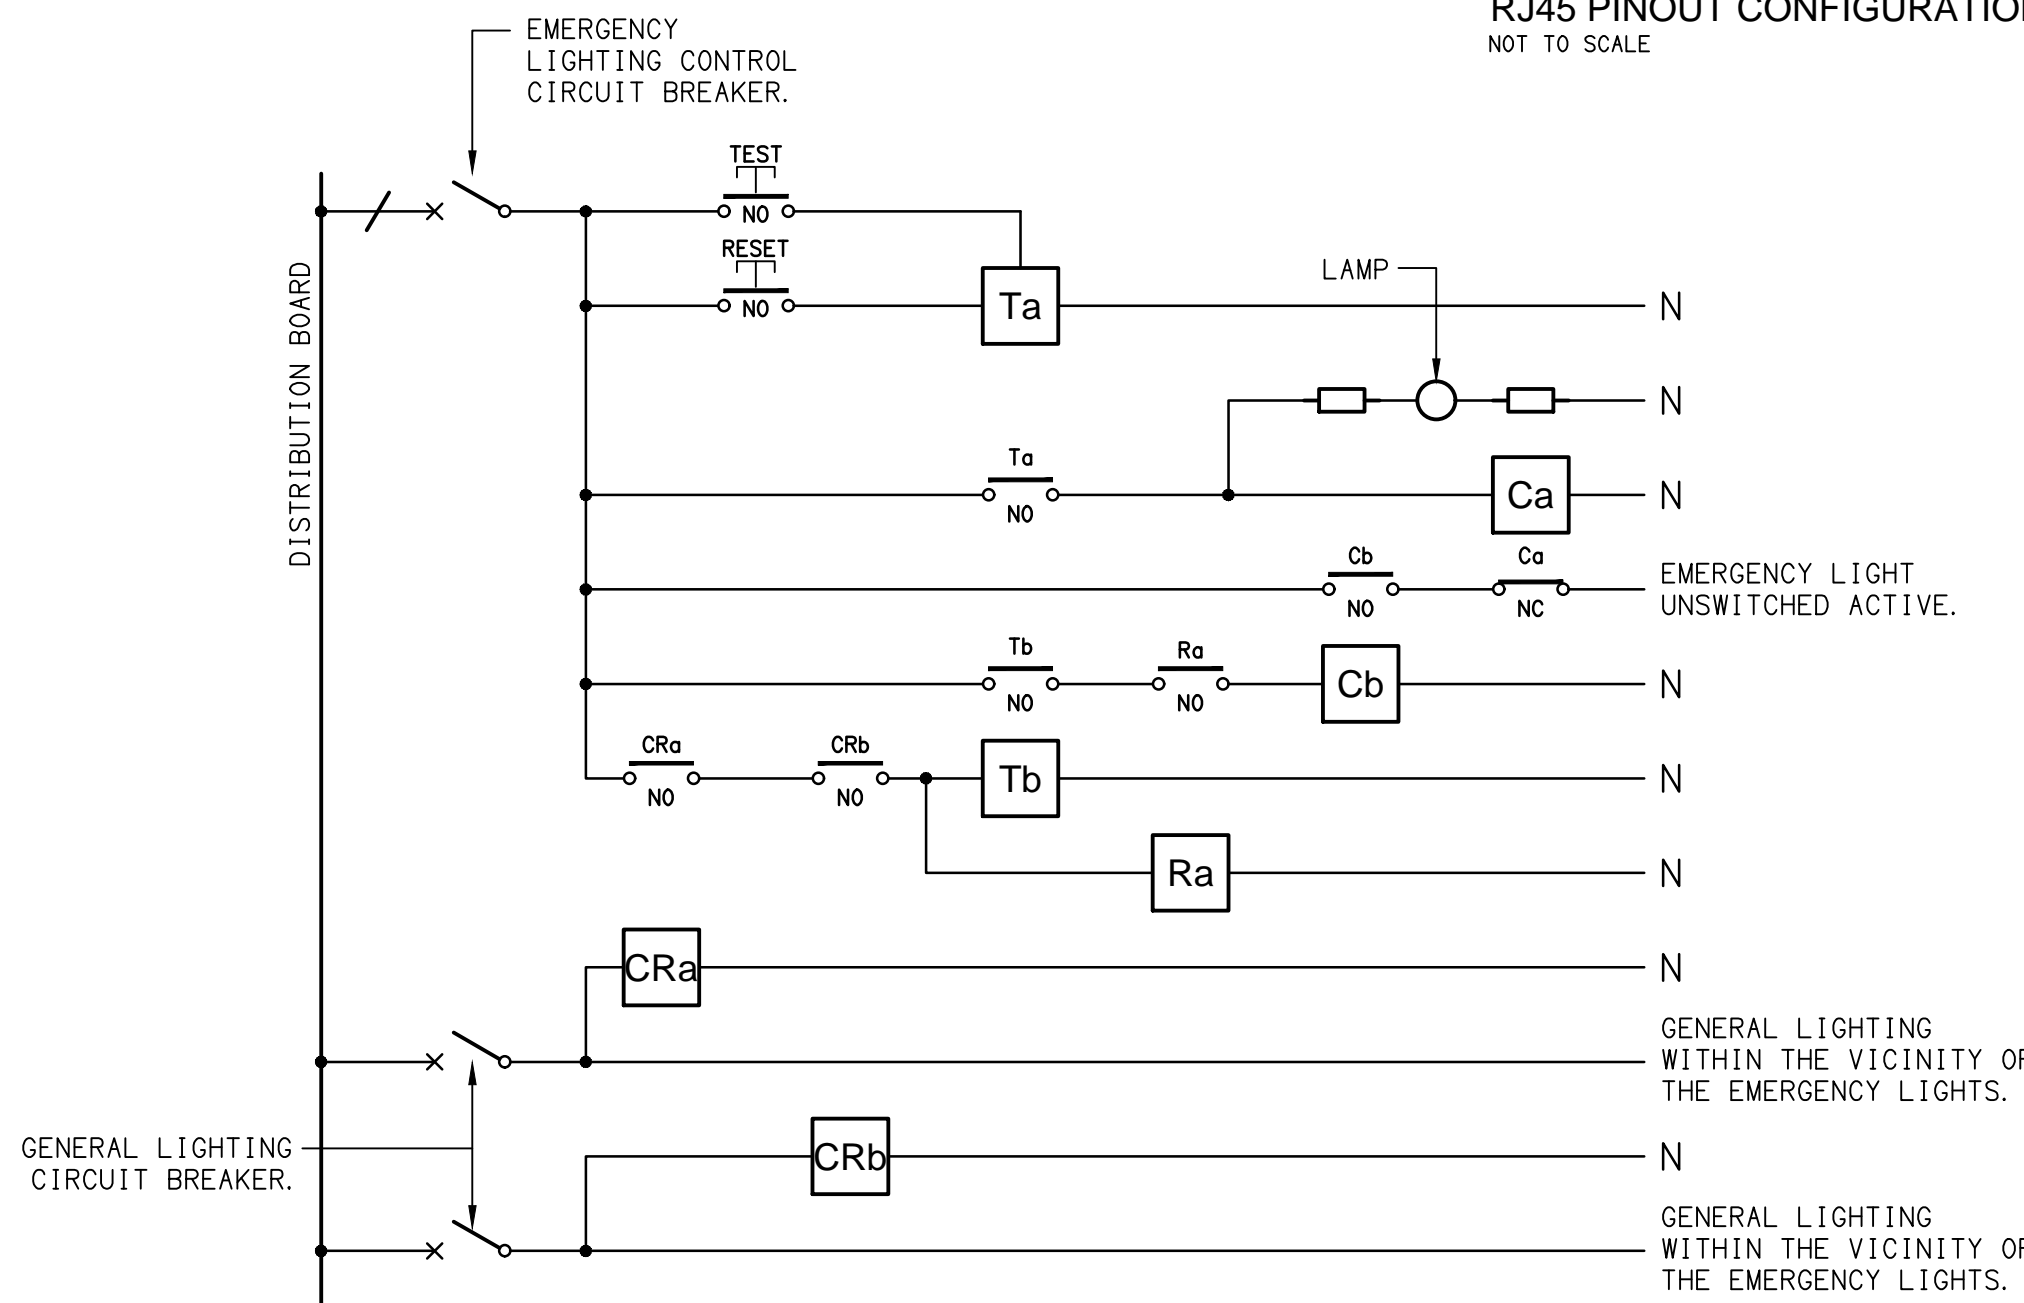 RJ45 PINOUT CONFIGURATION
NOT TO SCALE
EMERGENCY
LIGHTING CONTROL
CIRCUIT BREAKER.
TEST
NO
RESET
NO
Ta
N
LAMP
N
DISTRIBUTION BOARD
Ta
NO
Ca
N
Cb
NO
Ca
NC
EMERGENCY LIGHT
UNSWITCHED ACTIVE.
Tb
NO
Ra
NO
Cb
N
CRa
NO
CRb
NO
Tb
N
Ra
N
CRa
N
GENERAL LIGHTING
WITHIN THE VICINITY OF
THE EMERGENCY LIGHTS.
GENERAL LIGHTING
CIRCUIT BREAKER.
CRb
N
GENERAL LIGHTING
WITHIN THE VICINITY OF
THE EMERGENCY LIGHTS.